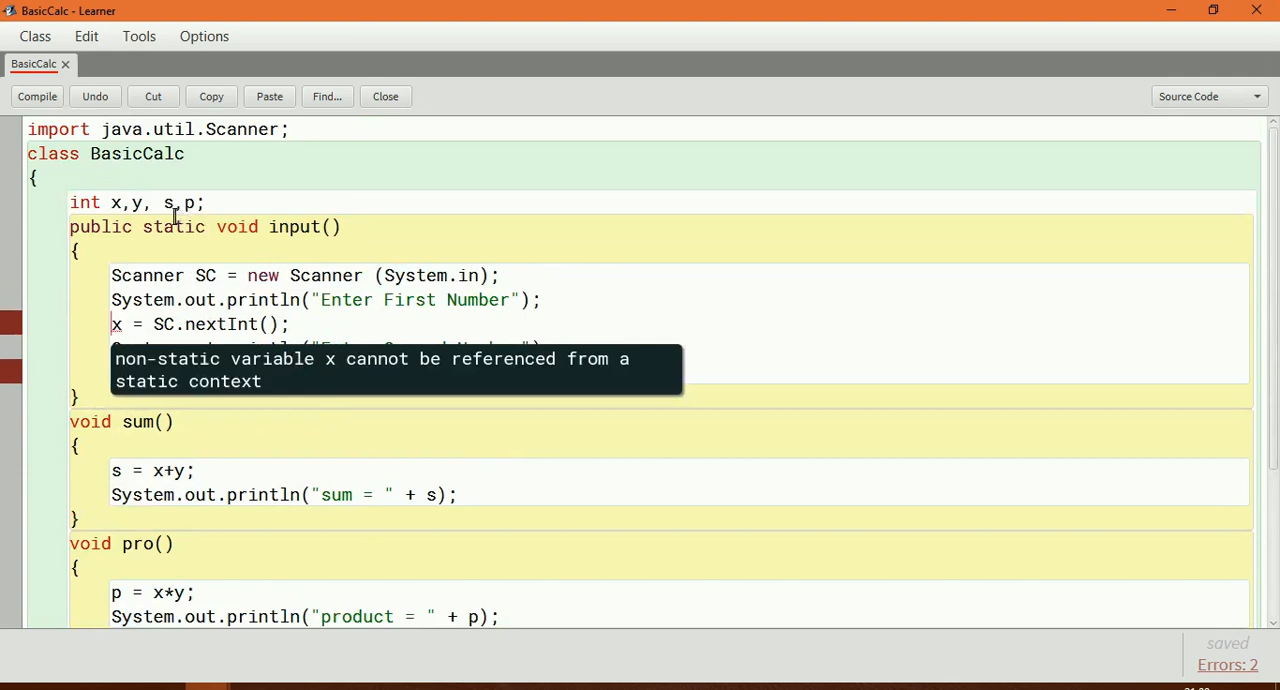 BasicCalc - Learner
Class Edit Tools Options
BasicCalc
Compile Undo Cut Copy Paste Find... Close Source Code
import java.util.Scanner;
class BasicCalc
{
int x,y, s,p;
public static void input()
{
Scanner SC = new Scanner (System.in);
System.out.println("Enter First Number");
x = SC.nextInt();
non-static variable x cannot be referenced from a
static context
}
void sum()
{
s = x+y;
System.out.println("sum = " + s);
}
void pro()
{
p = x*y;
System.out.println("product = " + p);
saved
Errors: 2